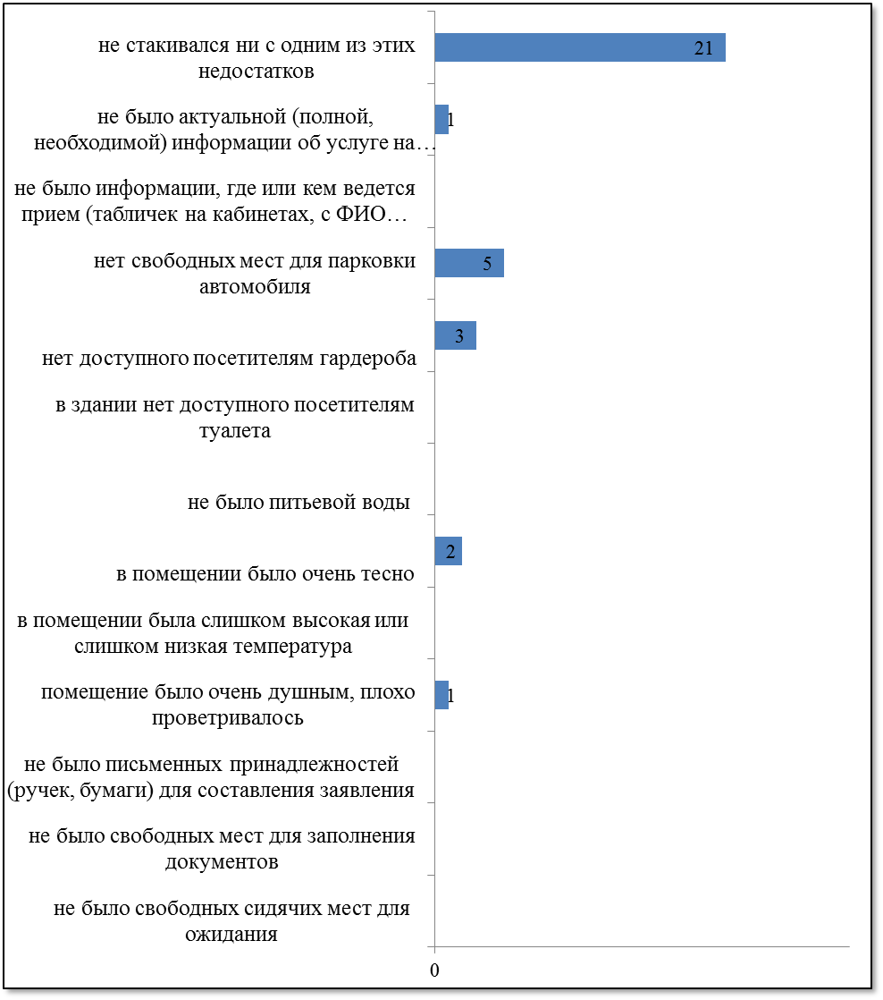 не стакивался ни с одним из этих
недостатков
21
не было актуальной (полной,
необходимой) информации об услуге на…
1
не было информации, где или кем ведется
прием (табличек на кабинетах, с ФИО…
нет свободных мест для парковки
автомобиля
5
3
нет доступного посетителям гардероба
в здании нет доступного посетителям
туалета
не было питьевой воды
2
в помещении было очень тесно
в помещении была слишком высокая или
слишком низкая температура
помещение было очень душным, плохо
проветривалось
1
не было письменных принадлежностей
(ручек, бумаги) для составления заявления
не было свободных мест для заполнения
документов
не было свободных сидячих мест для
ожидания
0